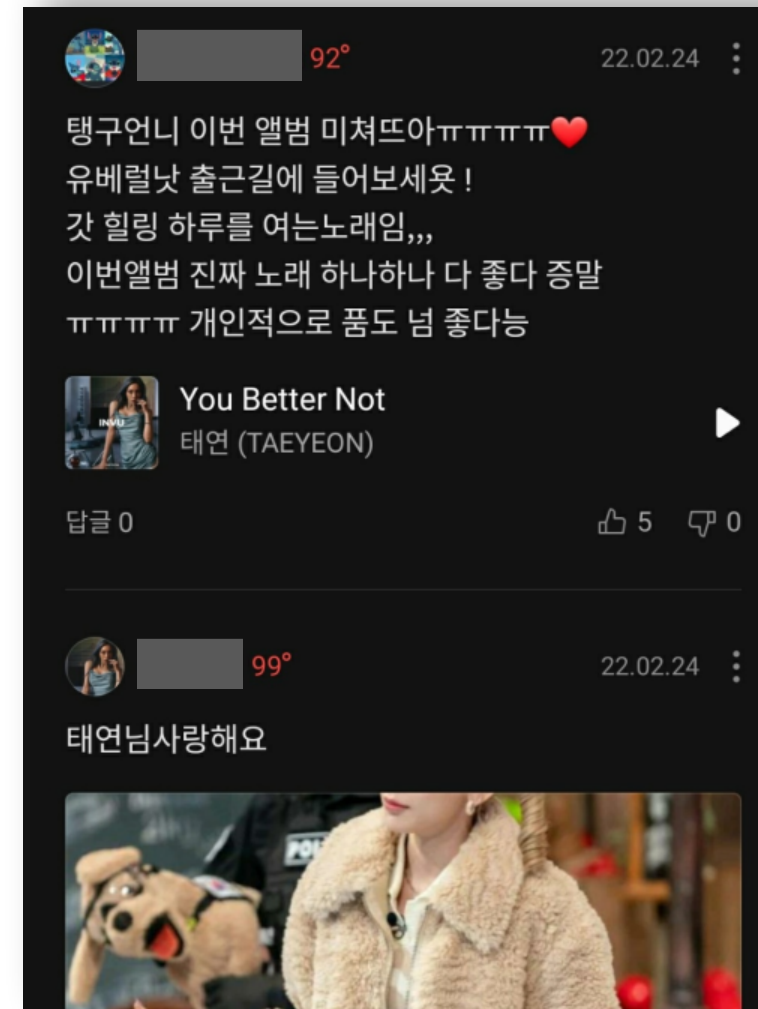 92°
22.02.24
탱구언니 이번 앨범 미쳐뜨아ㅠㅠㅠㅠ❤️
유베럴낫 출근길에 들어보세욧 !
갓 힐링 하루를 여는노래임,,,
이번앨범 진짜 노래 하나하나 다 좋다 증말
ㅠㅠㅠㅠ 개인적으로 품도 넘 좋다능
INVU
You Better Not
태연 (TAEYEON)
답글 0
5
0
99°
22.02.24
태연님사랑해요